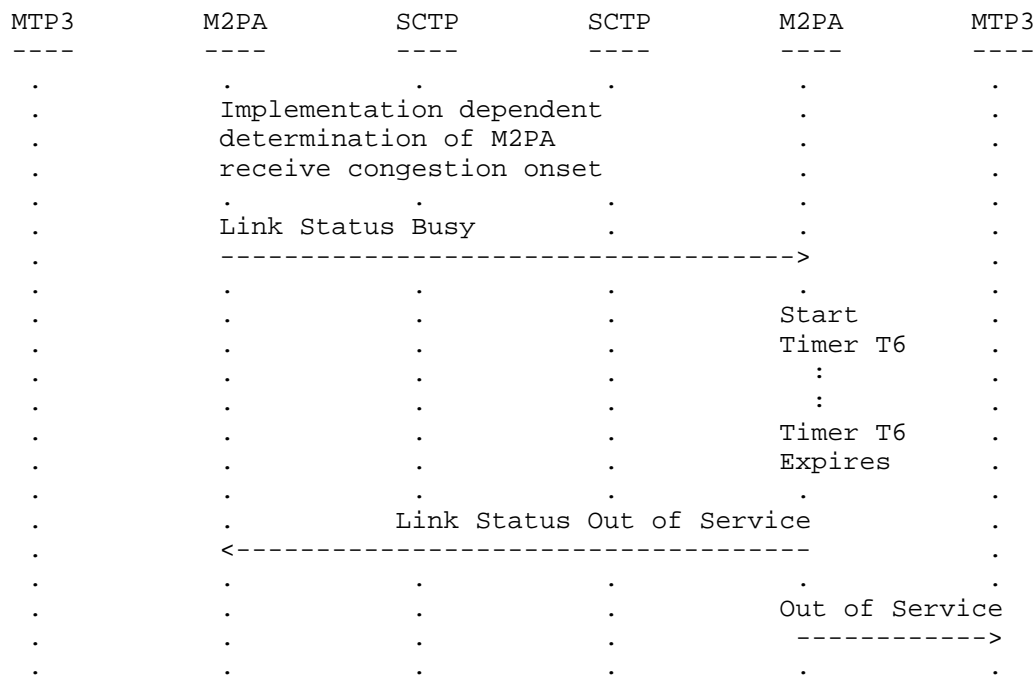 MTP3 M2PA SCTP SCTP M2PA MTP3
---- ---- ---- ---- ---- ----
. . . . . .
. Implementation dependent . .
. determination of M2PA . .
. receive congestion onset . .
. . . . . .
. Link Status Busy . . .
. ------------------------------------> .
. . . . . .
. . . . Start .
. . . . Timer T6 .
. . . . : .
. . . . : .
. . . . Timer T6 .
. . . . Expires .
. . . . . .
. . Link Status Out of Service .
. <------------------------------------ .
. . . . . .
. . . . Out of Service
. . . . ------------>
. . . . . .